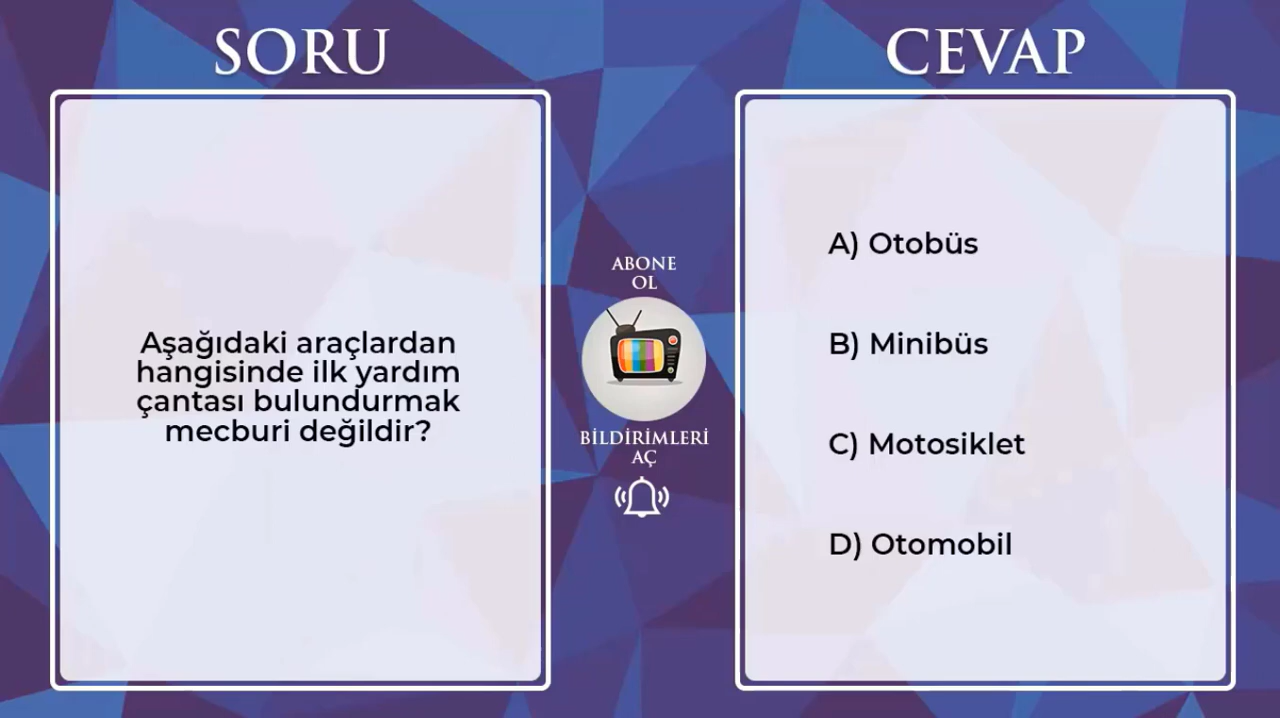 SORU
Aşağıdaki araçlardan
hangisinde ilk yardım
çantası bulundurmak
mecburi değildir?
ABONE
OL
BİLDİRİMLERİ
AÇ
CEVAP
A) Otobüs
B) Minibüs
C) Motosiklet
D) Otomobil